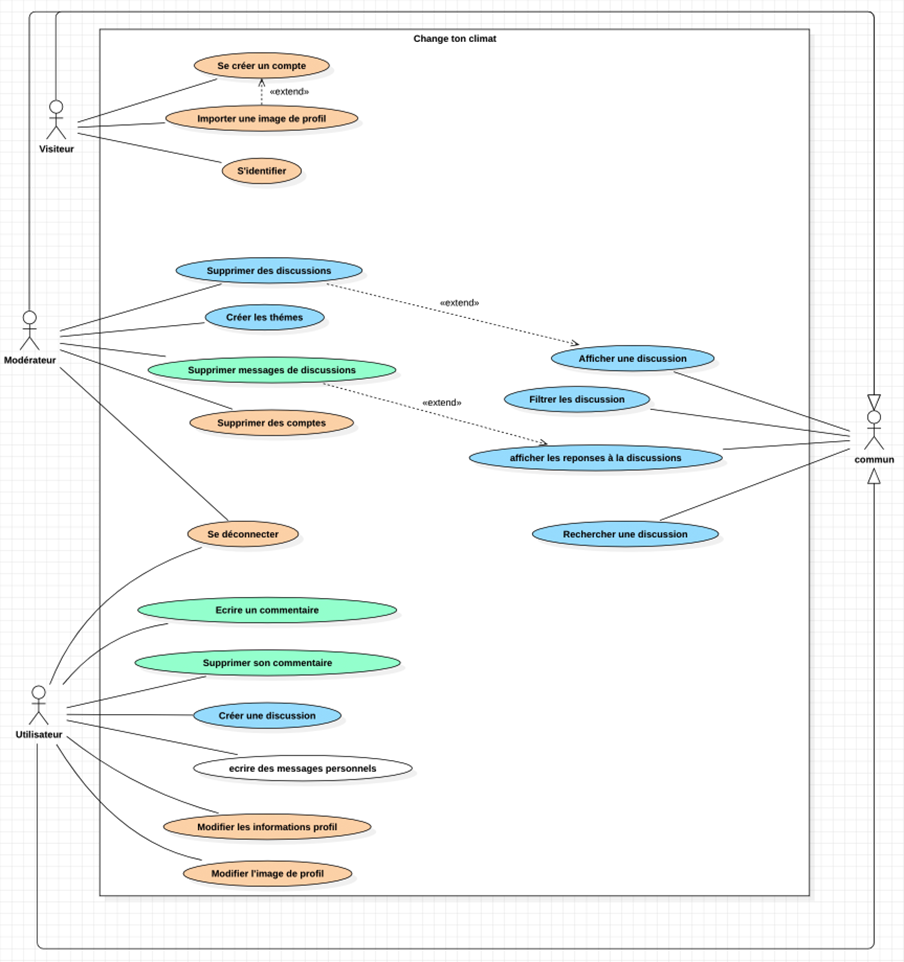 Change ton climat
Se créer un compte
«extend»
Importer une image de profil
Visiteur
S'identifier
Supprimer des discussions
«extend»
Créer les thémes
Modérateur
Afficher une discussion
Supprimer messages de discussions
Filtrer les discussion
«extend»
Supprimer des comptes
afficher les reponses à la discussions
commun
Se déconnecter
Rechercher une discussion
Ecrire un commentaire
Supprimer son commentaire
Créer une discussion
Utilisateur
ecrire des messages personnels
Modifier les informations profil
Modifier l'image de profil